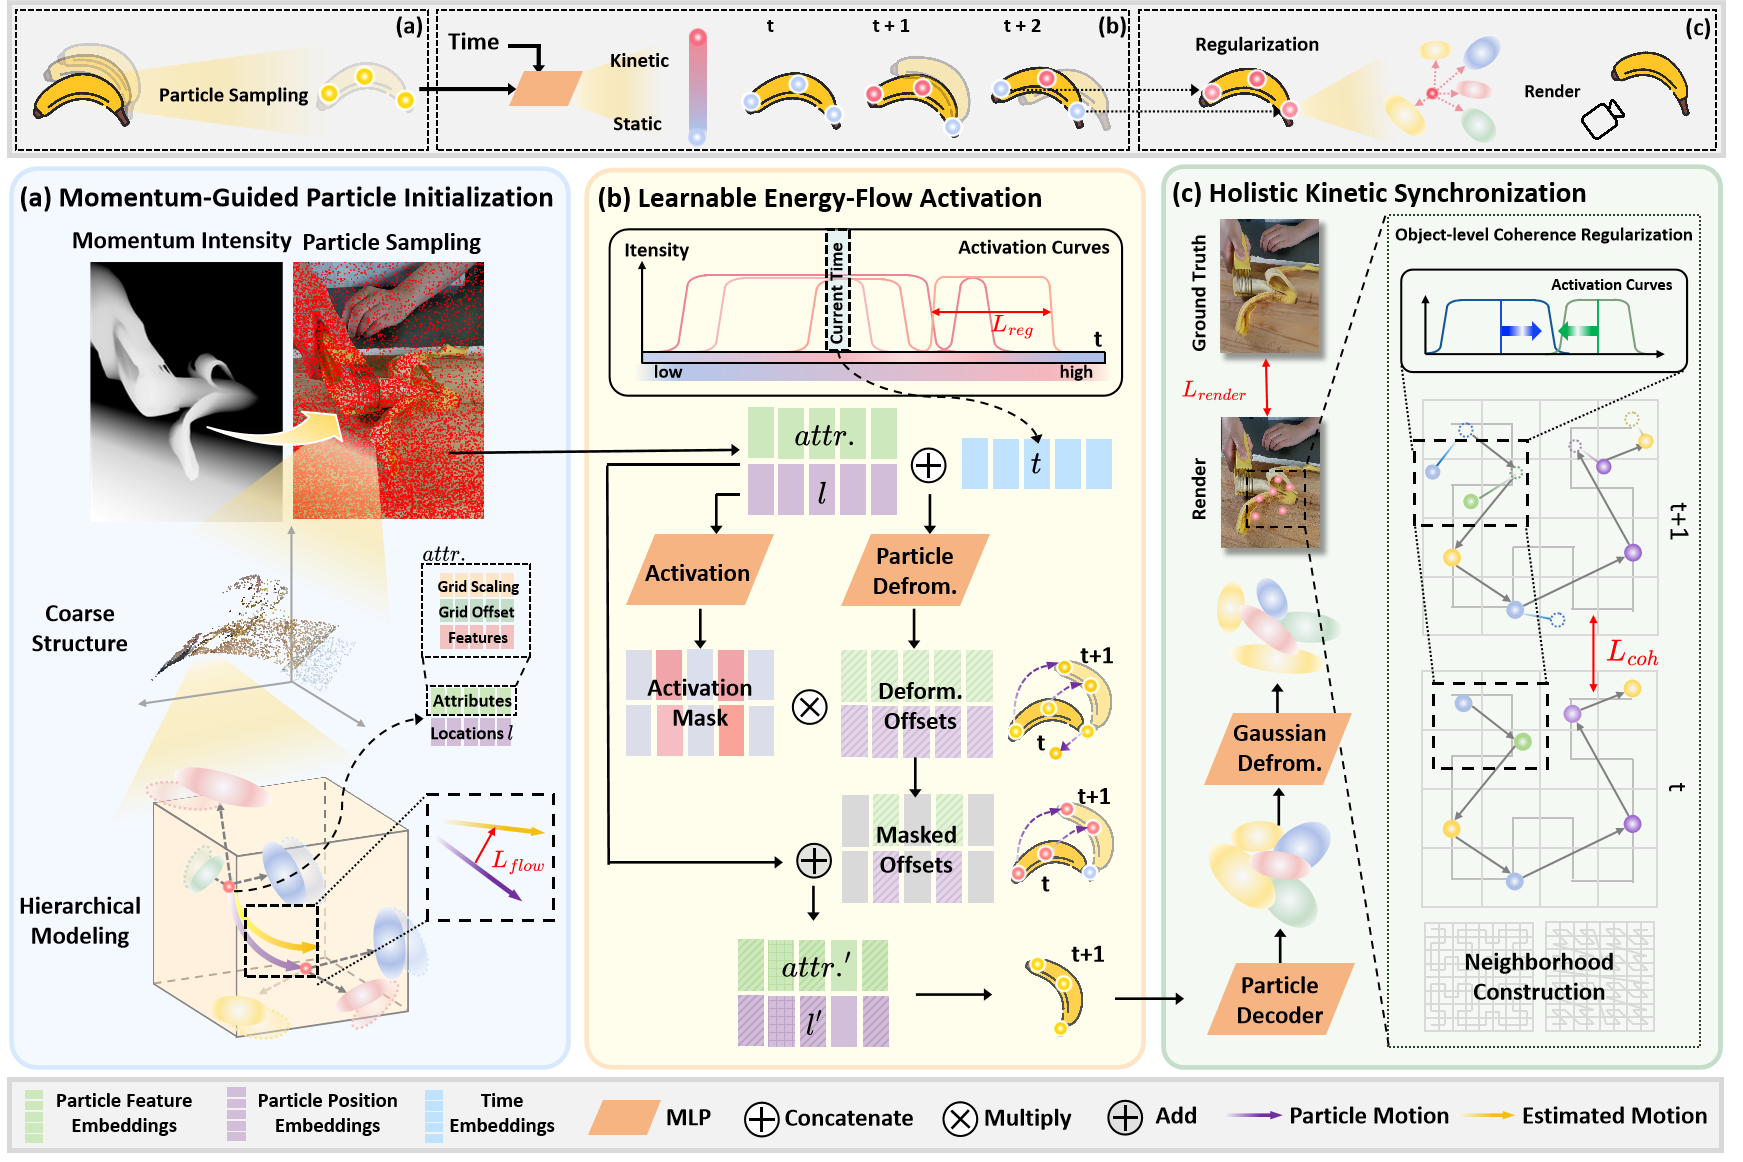 (a)
Particle Sampling
Time
Kinetic
Static
t
t + 1
t + 2
(b)
Regularization
Render
(c)
(a) Momentum-Guided Particle Initialization
Momentum Intensity
Particle Sampling
Coarse
Structure
attr.
Grid Scaling
Grid Offset
Features
Attributes
Locations l
Hierarchical
Modeling
L_flow
(b) Learnable Energy-Flow Activation
Itensity
Current Time
Activation Curves
L_reg
t
low
high
attr.
l
t
Activation
Particle
Defrom.
Activation
Mask
Deform.
Offsets
t+1
t
Masked
Offsets
t+1
t
attr.′
l′
t+1
(c) Holistic Kinetic Synchronization
Ground Truth
L_render
Render
Gaussian
Defrom.
Particle
Decoder
Object-level Coherence Regularization
Activation Curves
t+1
L_coh
t
Neighborhood
Construction
Particle Feature
Embeddings
Particle Position
Embeddings
Time
Embeddings
MLP
Concatenate
Multiply
Add
Particle Motion
Estimated Motion